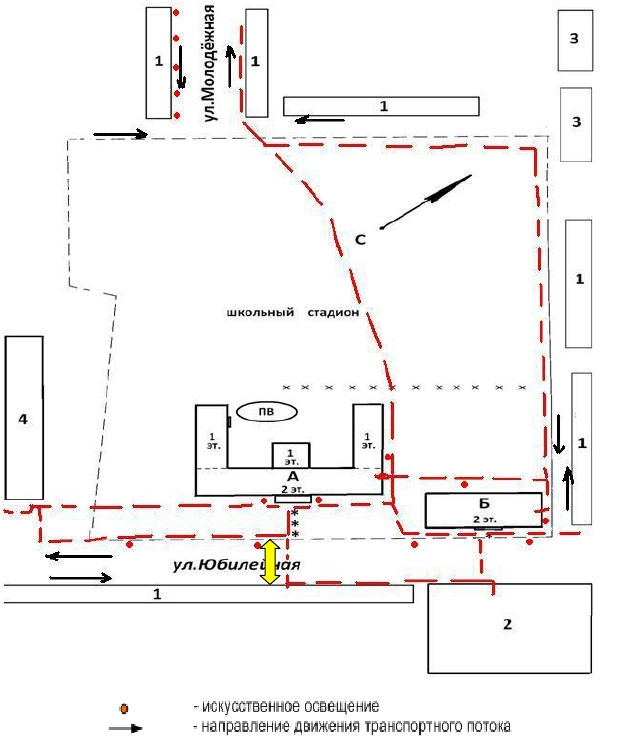 ул.Молодёжная
3
1
1
1
3
С
1
школьный стадион
4
ПВ
1
1
эт.
1
эт.
1
эт.
А
2 эт.
Б
2 эт.
ул.Юбилейная
1
2
- искусственное освещение
- направление движения транспортного потока